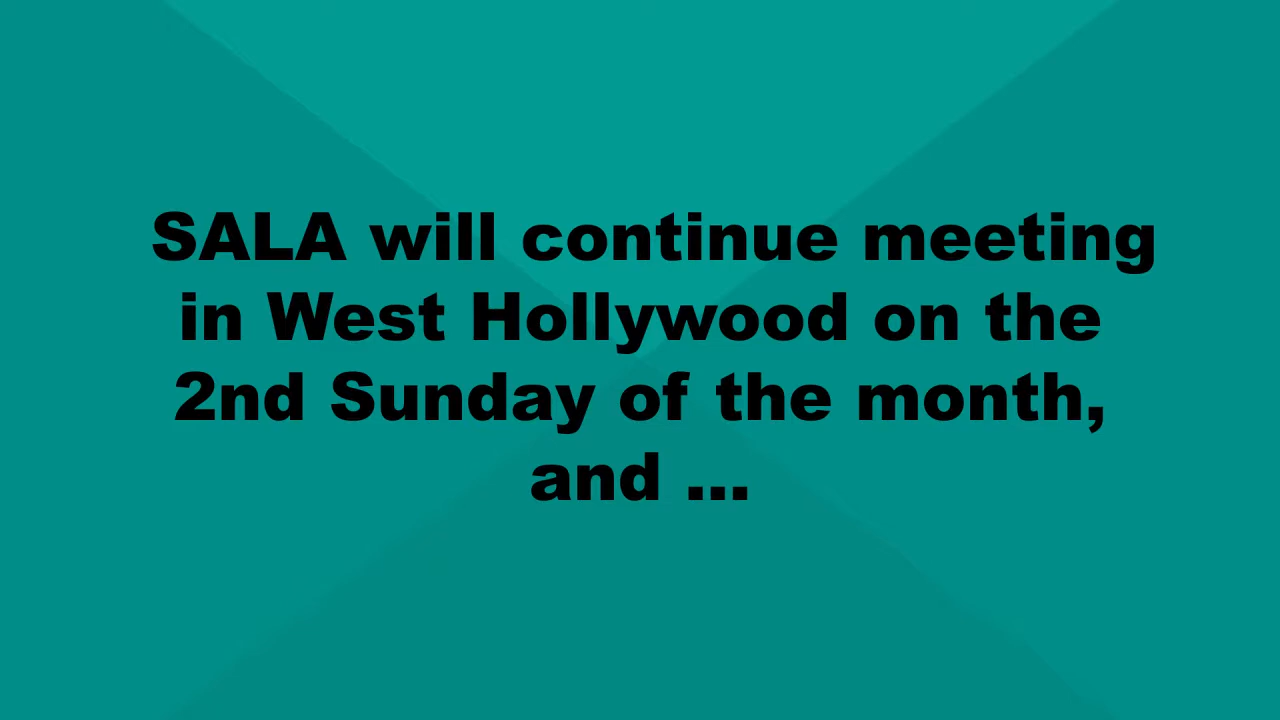 SALA will continue meeting
in West Hollywood on the
2nd Sunday of the month,
and ...